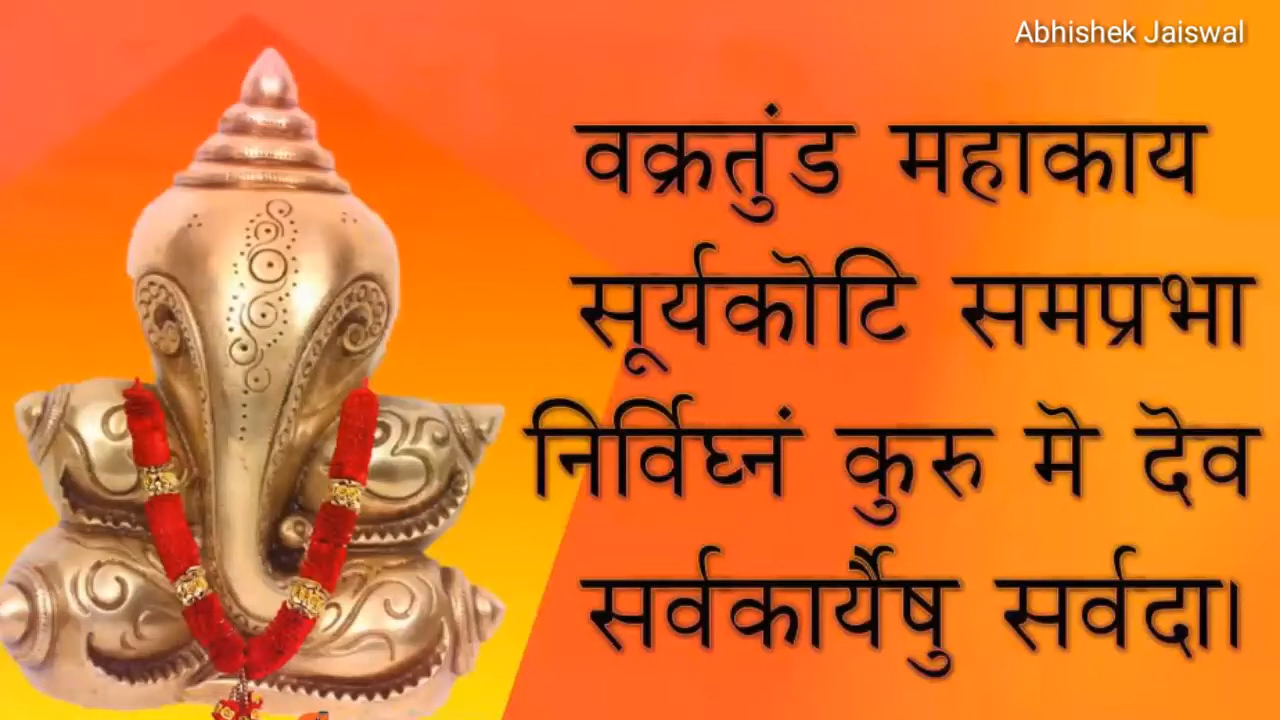 Abhishek Jaiswal
वक्रतुंड महाकाय
सूर्यकोटि समप्रभा
निर्विघ्नं कुरु मे देव
सर्वकार्यैषु सर्वदा।